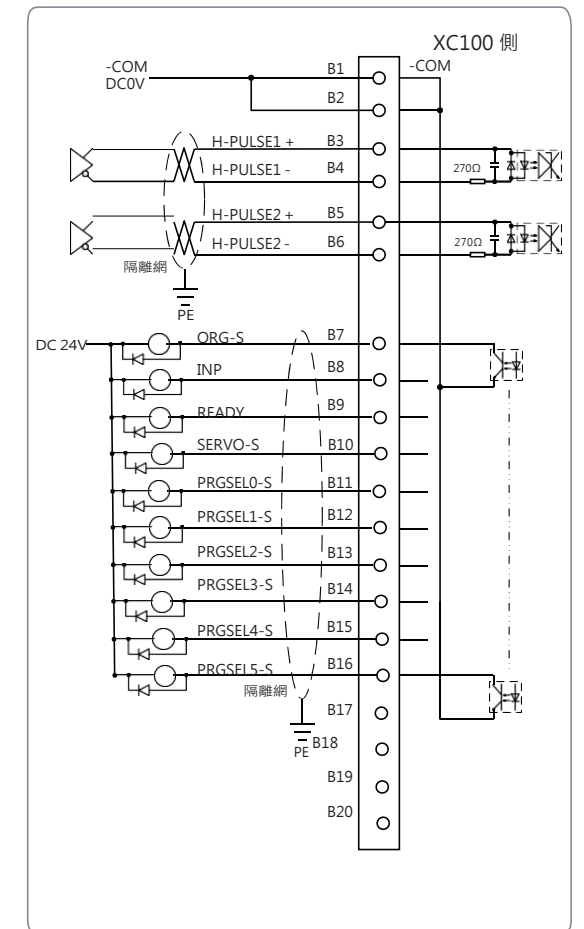 XC100 側
-COM
DC0V
B1
-COM
B2
H-PULSE1 +
B3
H-PULSE1 -
B4
270Ω
H-PULSE2 +
B5
H-PULSE2 -
B6
270Ω
隔離網
PE
DC 24V
ORG-S
B7
INP
B8
READY
B9
SERVO-S
B10
PRGSEL0-S
B11
PRGSEL1-S
B12
PRGSEL2-S
B13
PRGSEL3-S
B14
PRGSEL4-S
B15
PRGSEL5-S
B16
隔離網
B17
PE
B18
B19
B20